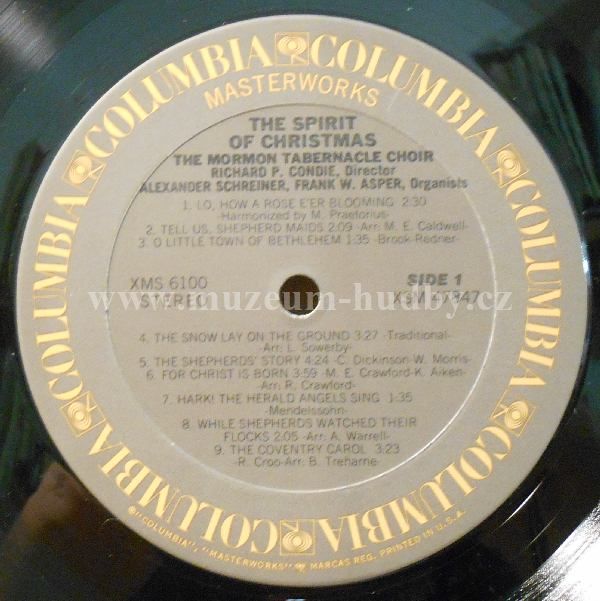 COLUMBIA COLUMBIA COLUMBIA COLUMBIA COLUMBIA COLUMBIA COLUMBIA COLUMBIA
MASTERWORKS
THE SPIRIT
OF CHRISTMAS
THE MORMON TABERNACLE CHOIR
RICHARD P. CONDIE, Director
ALEXANDER SCHREINER, FRANK W. ASPER, Organists
1. LO, HOW A ROSE E'ER BLOOMING 2:30
-Harmonized by M. Praetorius-
2. TELL US, SHEPHERD MAIDS 2:09 -Arr: M. E. Caldwell-
3. O LITTLE TOWN OF BETHLEHEM 1:35 -Brook-Redner-
XMS 6100
STEREO
SIDE 1
XSM 47847
www.muzeum-hudby.cz
4. THE SNOW LAY ON THE GROUND 3:27 -Traditional-
-Arr: L. Sowerby-
5. THE SHEPHERDS' STORY 4:24 -C. Dickinson-W. Morris-
6. FOR CHRIST IS BORN 3:59 -M. E. Crawford-K. Aiken-
-Arr: R. Crawford-
7. HARK! THE HERALD ANGELS SING 1:35
-Mendelssohn-
8. WHILE SHEPHERDS WATCHED THEIR
FLOCKS 2:05 -Arr: A. Warrell-
9. THE COVENTRY CAROL 3:23
-R. Croo-Arr: B. Treharne-
® "COLUMBIA", "MASTERWORKS" MARCAS REG. PRINTED IN U.S.A.